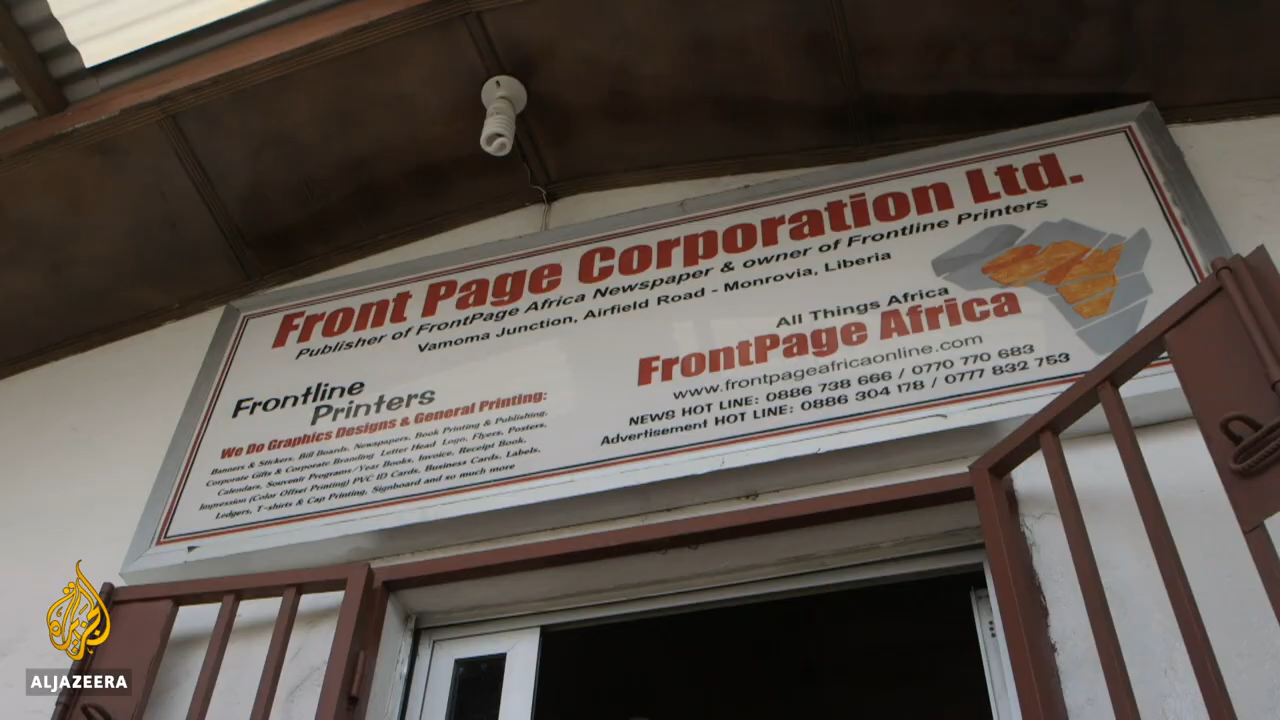 Front Page Corporation Ltd.
Publisher of FrontPage Africa Newspaper & owner of Frontline Printers
Vamoma Junction, Airfield Road - Monrovia, Liberia
Frontline
Printers
We Do Graphics Designs & General Printing:
Banners & Stickers, Bill Boards, Newspapers, Book Printing & Publishing,
Corporate Gifts & Corporate Branding Letter Head Logo, Flyers, Posters,
Calendars, Souvenir Programs/Year Books, Invoice, Receipt Book,
Impression (Color Offset Printing) PVC ID Cards, Business Cards, Labels,
Ledgers, T-shirts & Cap Printing, Signboard and so much more
All Things Africa
FrontPage Africa
www.frontpageafricaonline.com
NEWS HOT LINE: 0886 738 666 / 0770 770 683
Advertisement HOT LINE: 0886 304 178 / 0777 832 753
ALJAZEERA